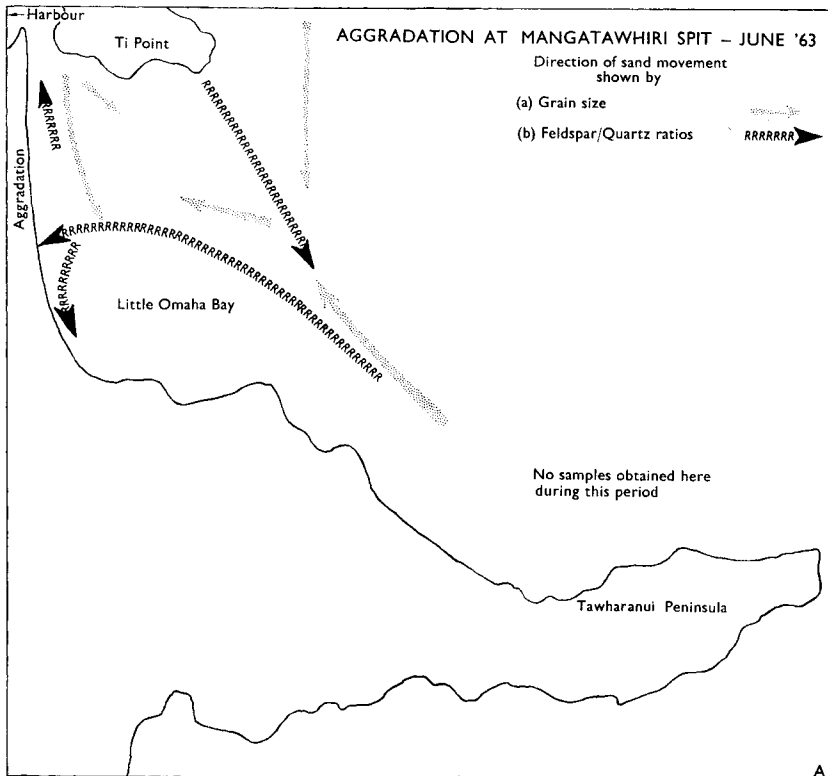 Harbour
Ti Point
AGGRADATION AT MANGATAWHIRI SPIT – JUNE '63
Direction of sand movement
shown by
(a) Grain size
(b) Feldspar/Quartz ratios
RRRRRRR
Aggradation
Little Omaha Bay
No samples obtained here
during this period
Tawharanui Peninsula
A